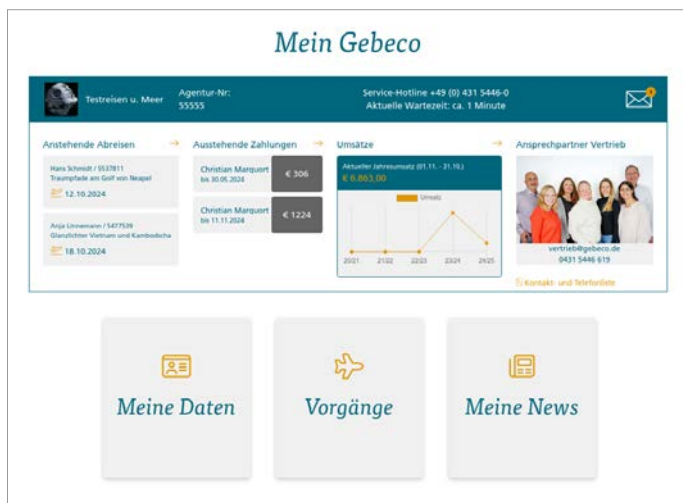 Mein Gebeco
Testreisen u. Meer
Agentur-Nr:
55555
Service-Hotline +49 (0) 431 5446-0
Aktuelle Wartezeit: ca. 1 Minute
1
Anstehende Abreisen →
Hans Schmidt / 5537811
Traumpfade am Golf von Neapel
12.10.2024
Anja Linnemann / 5477539
Glanzlichter Vietnam und Kambodscha
18.10.2024
Ausstehende Zahlungen →
Christian Marquort
bis 30.05.2024
€ 306
Christian Marquort
bis 11.11.2024
€ 1224
Umsätze →
Aktueller Jahresumsatz (01.11. - 31.10.)
€ 6.863,00
Umsatz
20/21 21/22 22/23 23/24 24/25
Ansprechpartner Vertrieb
vertrieb@gebeco.de
0431 5446 619
Kontakt- und Telefonliste
Meine Daten
Vorgänge
Meine News